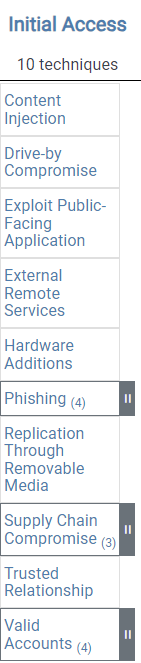 Initial Access
10 techniques
Content
Injection
Drive-by
Compromise
Exploit Public-
Facing
Application
External
Remote
Services
Hardware
Additions
Phishing (4)
Replication
Through
Removable
Media
Supply Chain
Compromise (3)
Trusted
Relationship
Valid
Accounts (4)